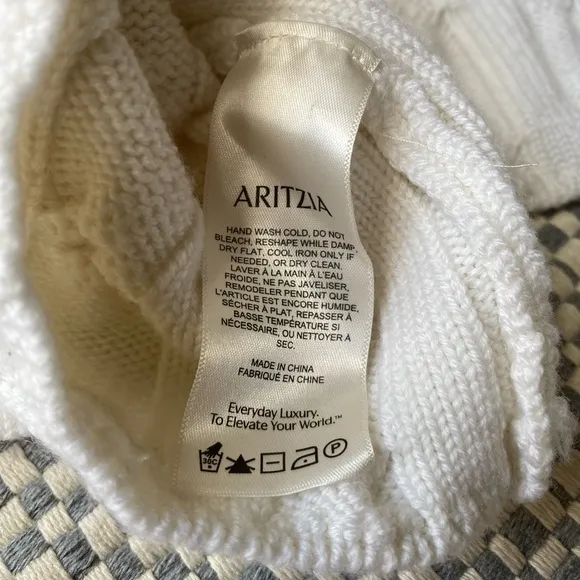 ARITZIA
HAND WASH COLD, DO NOT
BLEACH, RESHAPE WHILE DAMP,
DRY FLAT, COOL IRON ONLY IF
NEEDED, OR DRY CLEAN.
LAVER À LA MAIN À L'EAU
FROIDE, NE PAS JAVELISER,
REMODELER PENDANT QUE
L'ARTICLE EST ENCORE HUMIDE,
SÉCHER À PLAT, REPASSER À
BASSE TEMPÉRATURE SI
NÉCESSAIRE, OU NETTOYER À
SEC.
MADE IN CHINA
FABRIQUÉ EN CHINE
Everyday Luxury.
To Elevate Your World.™
30C P